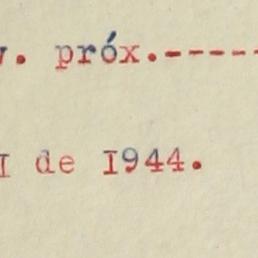 . próx.-----
I de 1944.